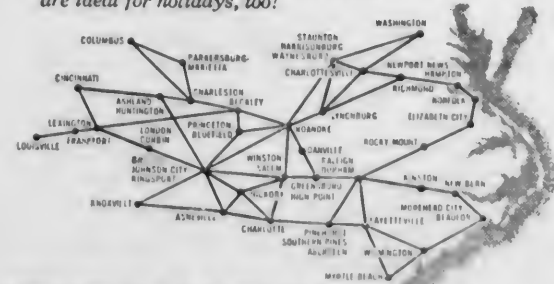 are ideal for holidays, too!
WASHINGTON
COLUMBUS
STAUNTON
HARRISONBURG
WAYNESBORO
PARKERSBURG-
MARIETTA
CHARLOTTESVILLE
NEWPORT NEWS
HAMPTON
CINCINNATI
CHARLESTON
RICHMOND
ASHLAND
HUNTINGTON
BECKLEY
LYNCHBURG
NORFOLK
LEXINGTON
PRINCETON
BLUEFIELD
ROANOKE
ELIZABETH CITY
LOUISVILLE
FRANKFORT
LONDON
CORBIN
DANVILLE
ROCKY MOUNT
WINSTON
SALEM
RALEIGH
DURHAM
JOHNSON CITY
KINGSPORT
KINSTON
NEW BERN
HICKORY
GREENSBORO
HIGH POINT
MOREHEAD CITY
BEAUFORT
KNOXVILLE
ASHEVILLE
CHARLOTTE
FAYETTEVILLE
SOUTHERN PINES
ABERDEEN
WILMINGTON
MYRTLE BEACH